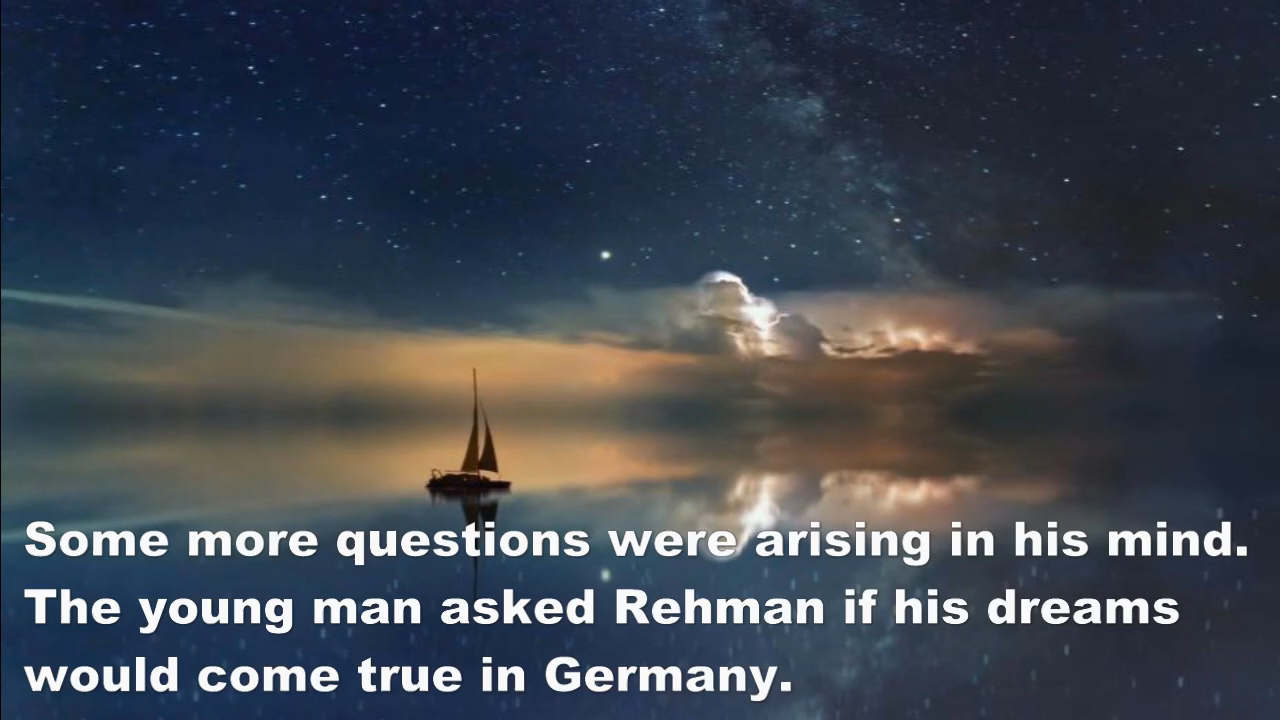 Some more questions were arising in his mind.
The young man asked Rehman if his dreams
would come true in Germany.